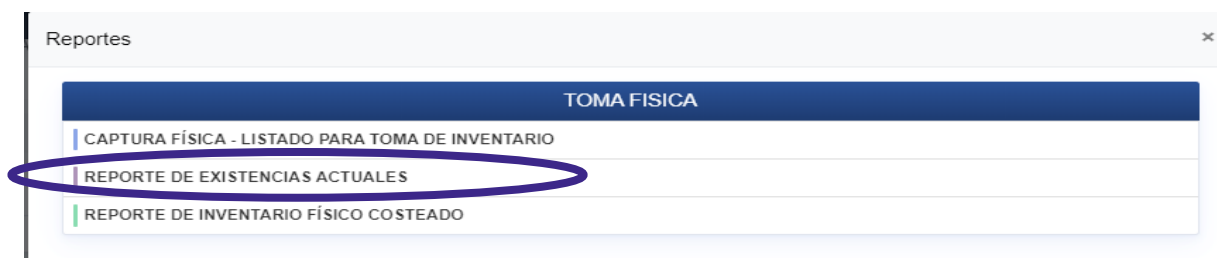 Reportes ×
TOMA FISICA
CAPTURA FÍSICA - LISTADO PARA TOMA DE INVENTARIO
REPORTE DE EXISTENCIAS ACTUALES
REPORTE DE INVENTARIO FÍSICO COSTEADO